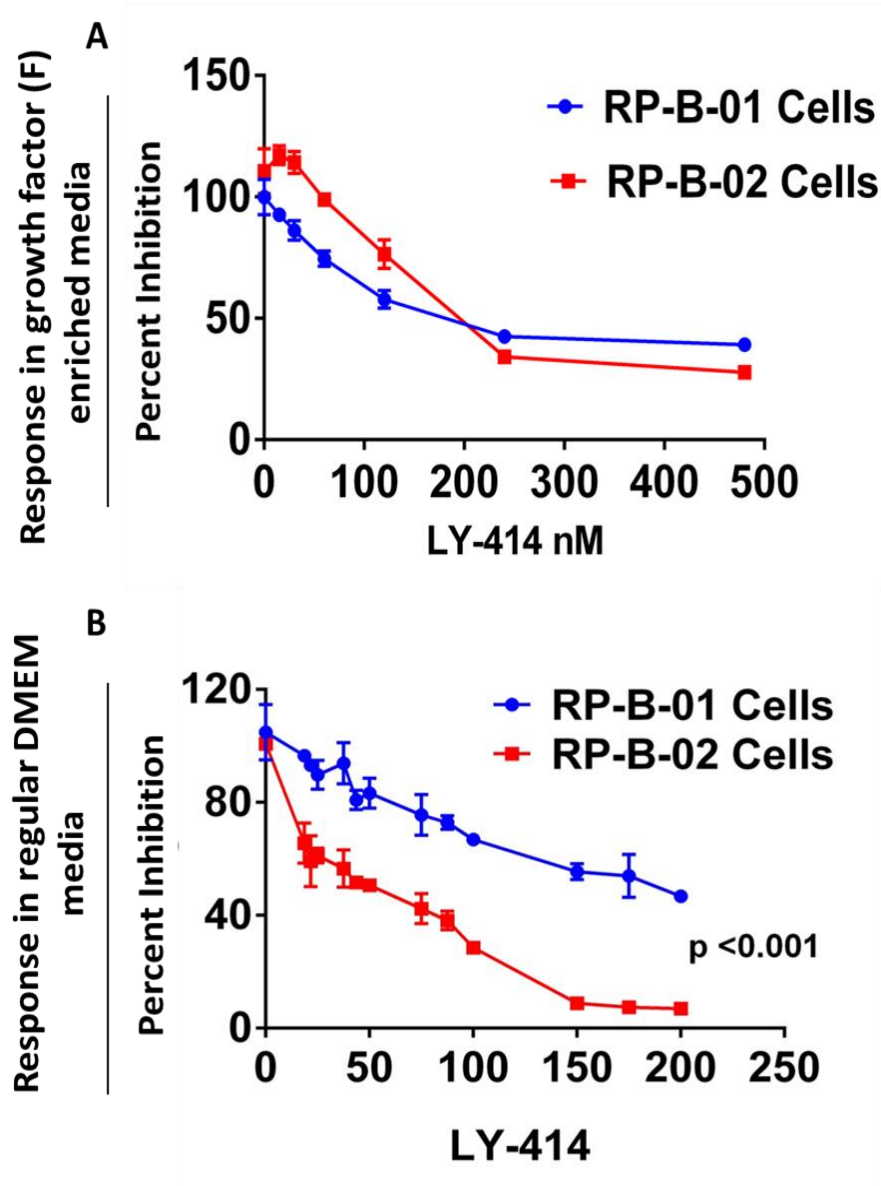 A
Response in growth factor (F)
enriched media
Percent Inhibition
150
100
50
0
RP-B-01 Cells
RP-B-02 Cells
0 100 200 300 400 500
LY-414 nM
B
Response in regular DMEM
media
Percent Inhibition
120
80
40
0
RP-B-01 Cells
RP-B-02 Cells
p <0.001
0 50 100 150 200 250
LY-414